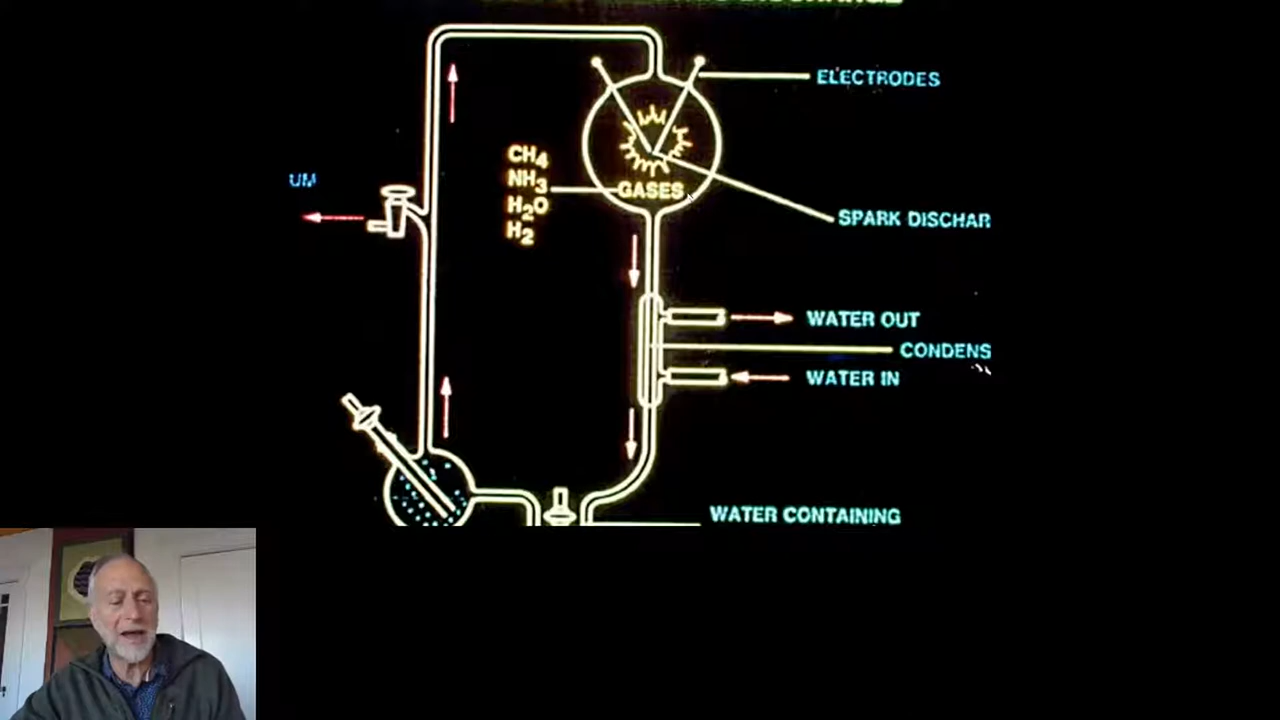 ELECTRODES
CH4
NH3
H2O
H2
GASES
UM
SPARK DISCHAR
WATER OUT
CONDENS
WATER IN
WATER CONTAINING